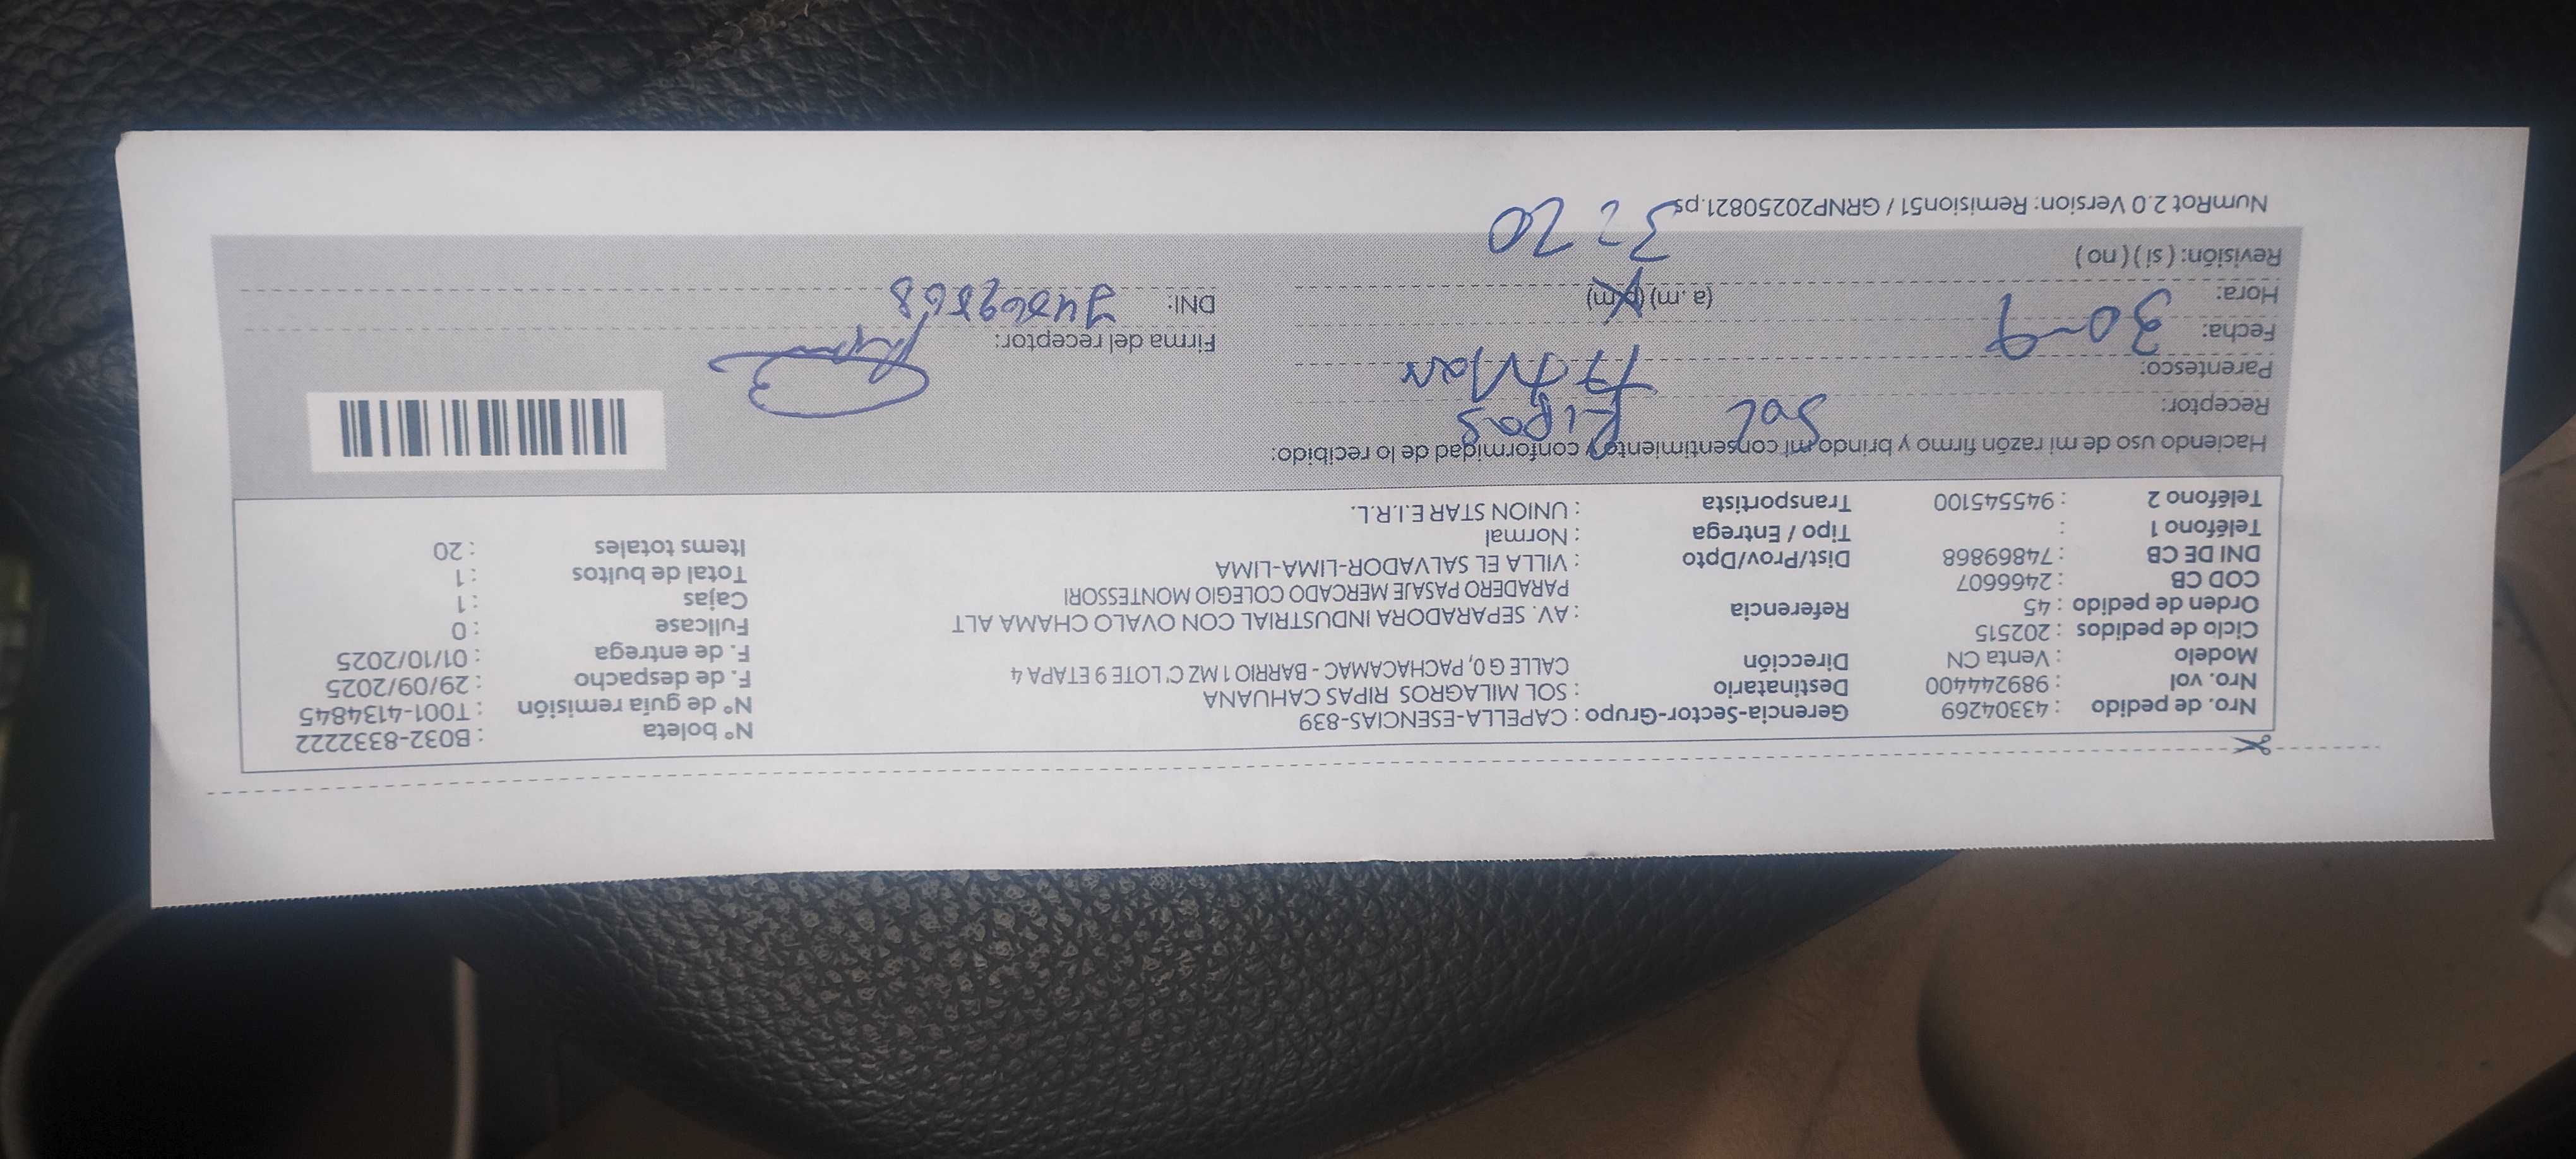 Nro. de pedido : 43304269 Gerencia-Sector-Grupo : CAPELLA-ESENCIAS-839 N° boleta : B032-8332222
Nro. vol : 989244400 Destinatario : SOL MILAGROS RIPAS CAHUANA N° de guía remisión : T001-4134845
Modelo : Venta CN Dirección CALLE G 0, PACHACAMAC - BARRIO 1 MZ C' LOTE 9 ETAPA 4 F. de despacho : 29/09/2025
Ciclo de pedidos : 202515 F. de entrega : 01/10/2025
Orden de pedido : 45 Referencia : AV. SEPARADORA INDUSTRIAL CON OVALO CHAMA ALT Fullcase : 0
COD CB : 2466607 PARADERO PASAJE MERCADO COLEGIO MONTESSORI Cajas : 1
DNI DE CB : 74869868 Dist/Prov/Dpto : VILLA EL SALVADOR-LIMA-LIMA Total de bultos : 1
Teléfono 1 : Tipo / Entrega : Normal Items totales : 20
Teléfono 2 : 945545100 Transportista : UNION STAR E.I.R.L.
Haciendo uso de mi razón firmo y brindo mi consentimiento y conformidad de lo recibido:
Receptor: Sol Ripas
Parentesco:
Fecha: 30-9 Firma del receptor:
Hora: (a .m) (p.m) DNI: 74869868
Revisión: ( si ) ( no )
NumRot 2.0 Version: Remision51 / GRNP20250821.ps